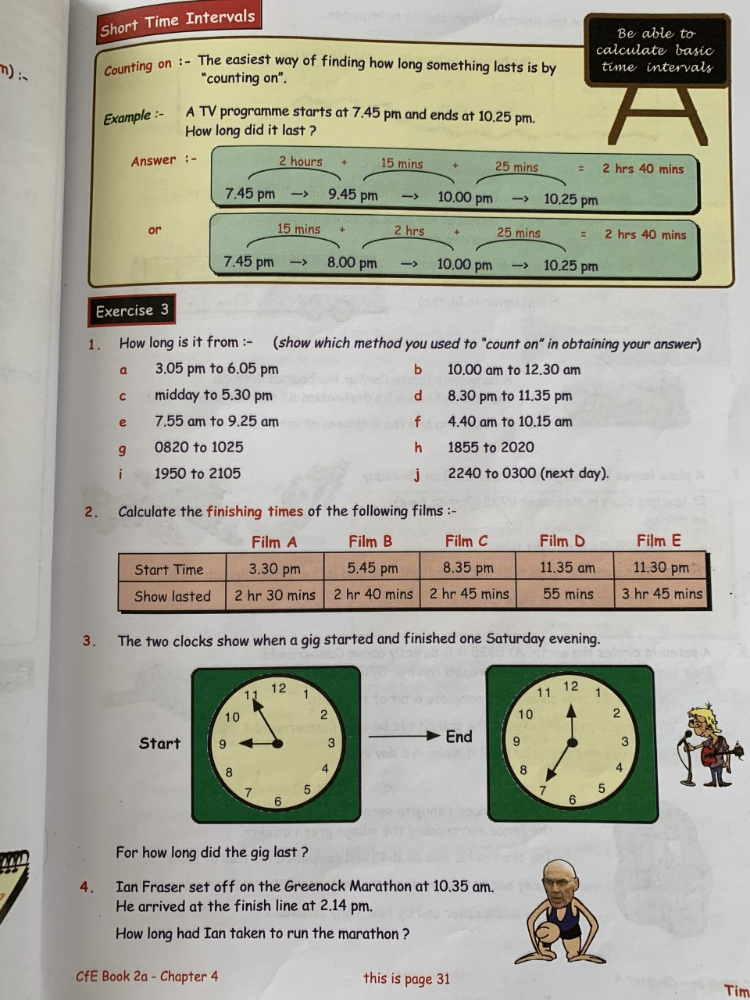 Short Time Intervals
Be able to
calculate basic
time intervals
n) :-
Counting on :- The easiest way of finding how long something lasts is by
"counting on".
Example :- A TV programme starts at 7.45 pm and ends at 10.25 pm.
How long did it last ?
Answer :- 2 hours + 15 mins + 25 mins = 2 hrs 40 mins
7.45 pm —> 9.45 pm —> 10.00 pm —> 10.25 pm
or 15 mins + 2 hrs + 25 mins = 2 hrs 40 mins
7.45 pm —> 8.00 pm —> 10.00 pm —> 10.25 pm
Exercise 3
1. How long is it from :- (show which method you used to "count on" in obtaining your answer)
a 3.05 pm to 6.05 pm b 10.00 am to 12.30 am
c midday to 5.30 pm d 8.30 pm to 11.35 pm
e 7.55 am to 9.25 am f 4.40 am to 10.15 am
g 0820 to 1025 h 1855 to 2020
i 1950 to 2105 j 2240 to 0300 (next day).
2. Calculate the finishing times of the following films :-
Film A Film B Film C Film D Film E
Start Time 3.30 pm 5.45 pm 8.35 pm 11.35 am 11.30 pm
Show lasted 2 hr 30 mins 2 hr 40 mins 2 hr 45 mins 55 mins 3 hr 45 mins
3. The two clocks show when a gig started and finished one Saturday evening.
Start
12 1 2 3 4 5 6 7 8 9 10 11
End
12 1 2 3 4 5 6 7 8 9 10 11
For how long did the gig last ?
4. Ian Fraser set off on the Greenock Marathon at 10.35 am.
He arrived at the finish line at 2.14 pm.
How long had Ian taken to run the marathon ?
CfE Book 2a - Chapter 4 this is page 31 Tim